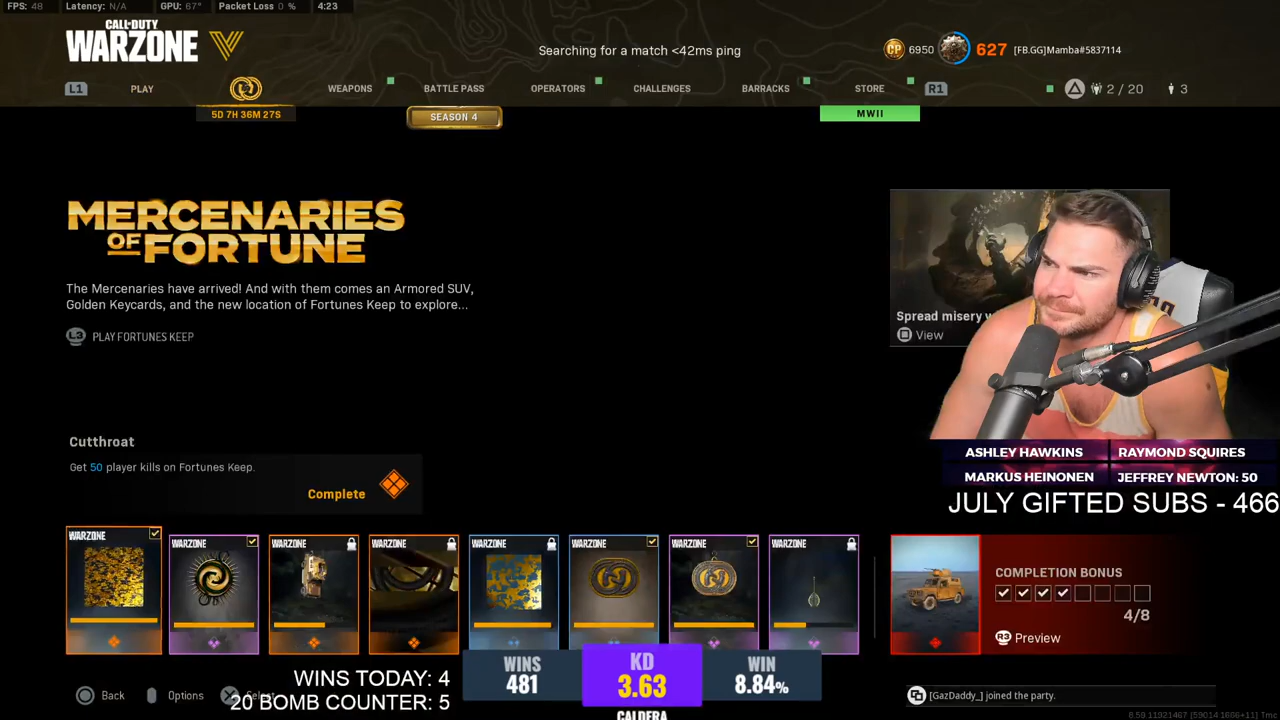 FPS: 48 Latency: N/A GPU: 67° Packet Loss 0 % 4:23
CALL·DUTY
WARZONE
Searching for a match <42ms ping
CP 6950 627 [FB.GG]Mamba#5837114
L1 PLAY WEAPONS BATTLE PASS OPERATORS CHALLENGES BARRACKS STORE R1 2 / 20 3
5D 7H 36M 27S SEASON 4 MWII
MERCENARIES
OF FORTUNE
The Mercenaries have arrived! And with them comes an Armored SUV,
Golden Keycards, and the new location of Fortunes Keep to explore...
L3 PLAY FORTUNES KEEP
Spread misery
View
Cutthroat
Get 50 player kills on Fortunes Keep.
Complete
ASHLEY HAWKINS RAYMOND SQUIRES
MARKUS HEINONEN JEFFREY NEWTON: 50
JULY GIFTED SUBS - 466
WARZONE WARZONE WARZONE WARZONE WARZONE WARZONE WARZONE WARZONE
COMPLETION BONUS
4/8
R3 Preview
Back Options Select
WINS TODAY: 4
20 BOMB COUNTER: 5
WINS
481
KD
3.63
WIN
8.84%
CALDERA
[GazDaddy_] joined the party.